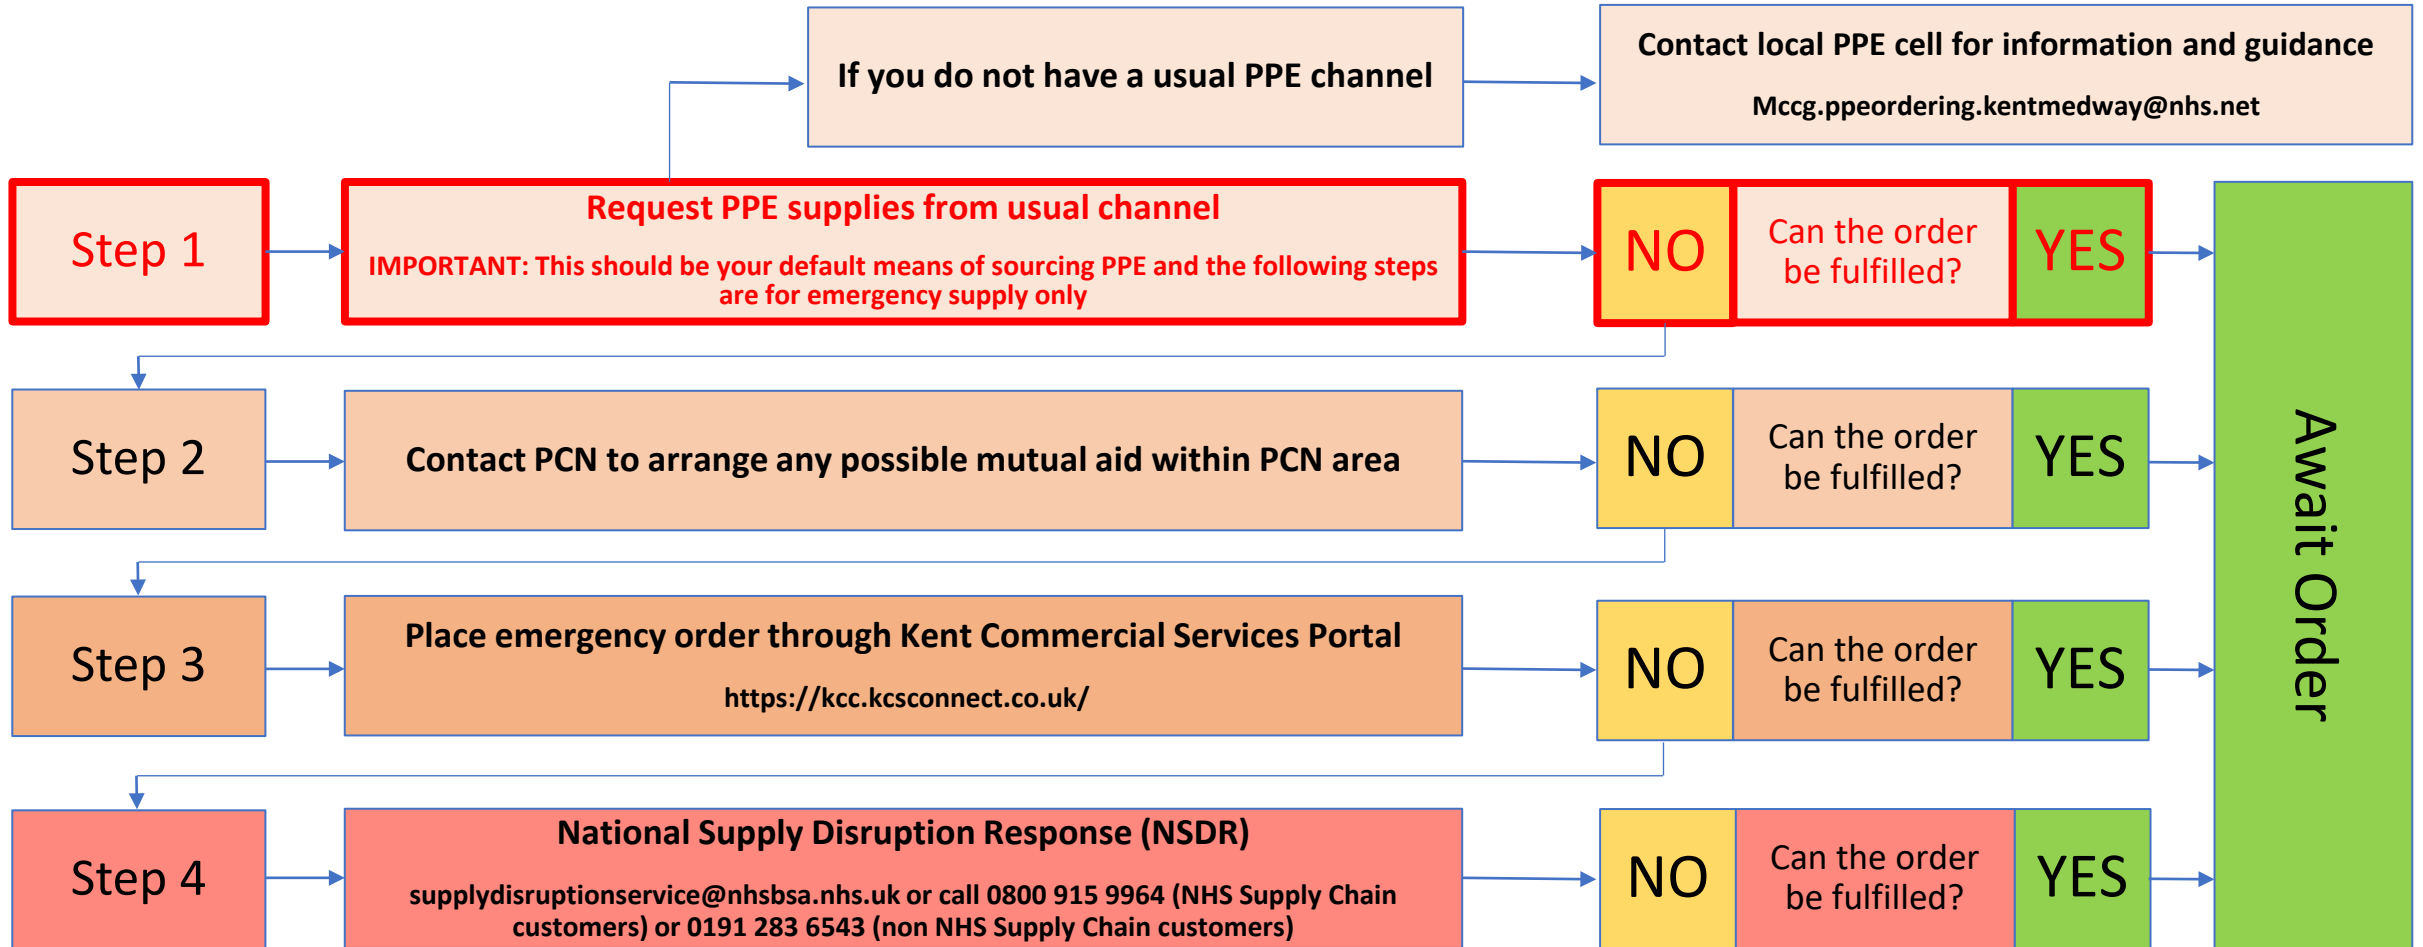 If you do not have a usual PPE channel
Contact local PPE cell for information and guidance
Mccg.ppeordering.kentmedway@nhs.net
Step 1
Request PPE supplies from usual channel
IMPORTANT: This should be your default means of sourcing PPE and the following steps
are for emergency supply only
NO
Can the order
be fulfilled?
YES
Step 2
Contact PCN to arrange any possible mutual aid within PCN area
NO
Can the order
be fulfilled?
YES
Step 3
Place emergency order through Kent Commercial Services Portal
https://kcc.kcsconnect.co.uk/
NO
Can the order
be fulfilled?
YES
Step 4
National Supply Disruption Response (NSDR)
supplydisruptionservice@nhsbsa.nhs.uk or call 0800 915 9964 (NHS Supply Chain
customers) or 0191 283 6543 (non NHS Supply Chain customers)
NO
Can the order
be fulfilled?
YES
Await Order